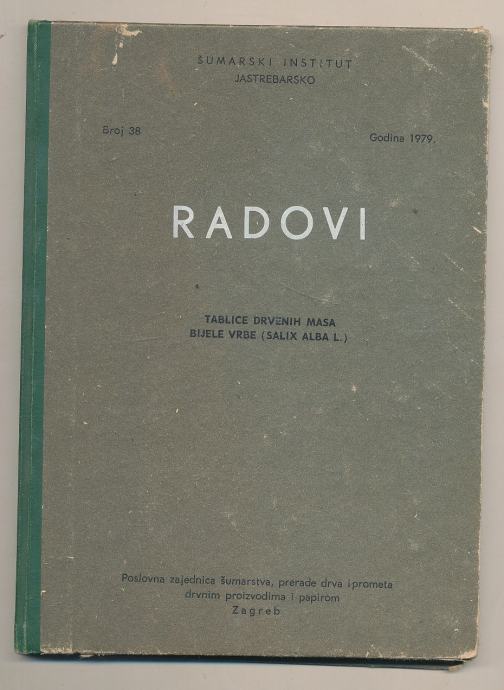 ŠUMARSKI INSTITUT
JASTREBARSKO
Broj 38
Godina 1979.
RADOVI
TABLICE DRVENIH MASA
BIJELE VRBE (SALIX ALBA L.)
Poslovna zajednica šumarstva, prerade drva i prometa
drvnim proizvodima i papirom
Zagreb